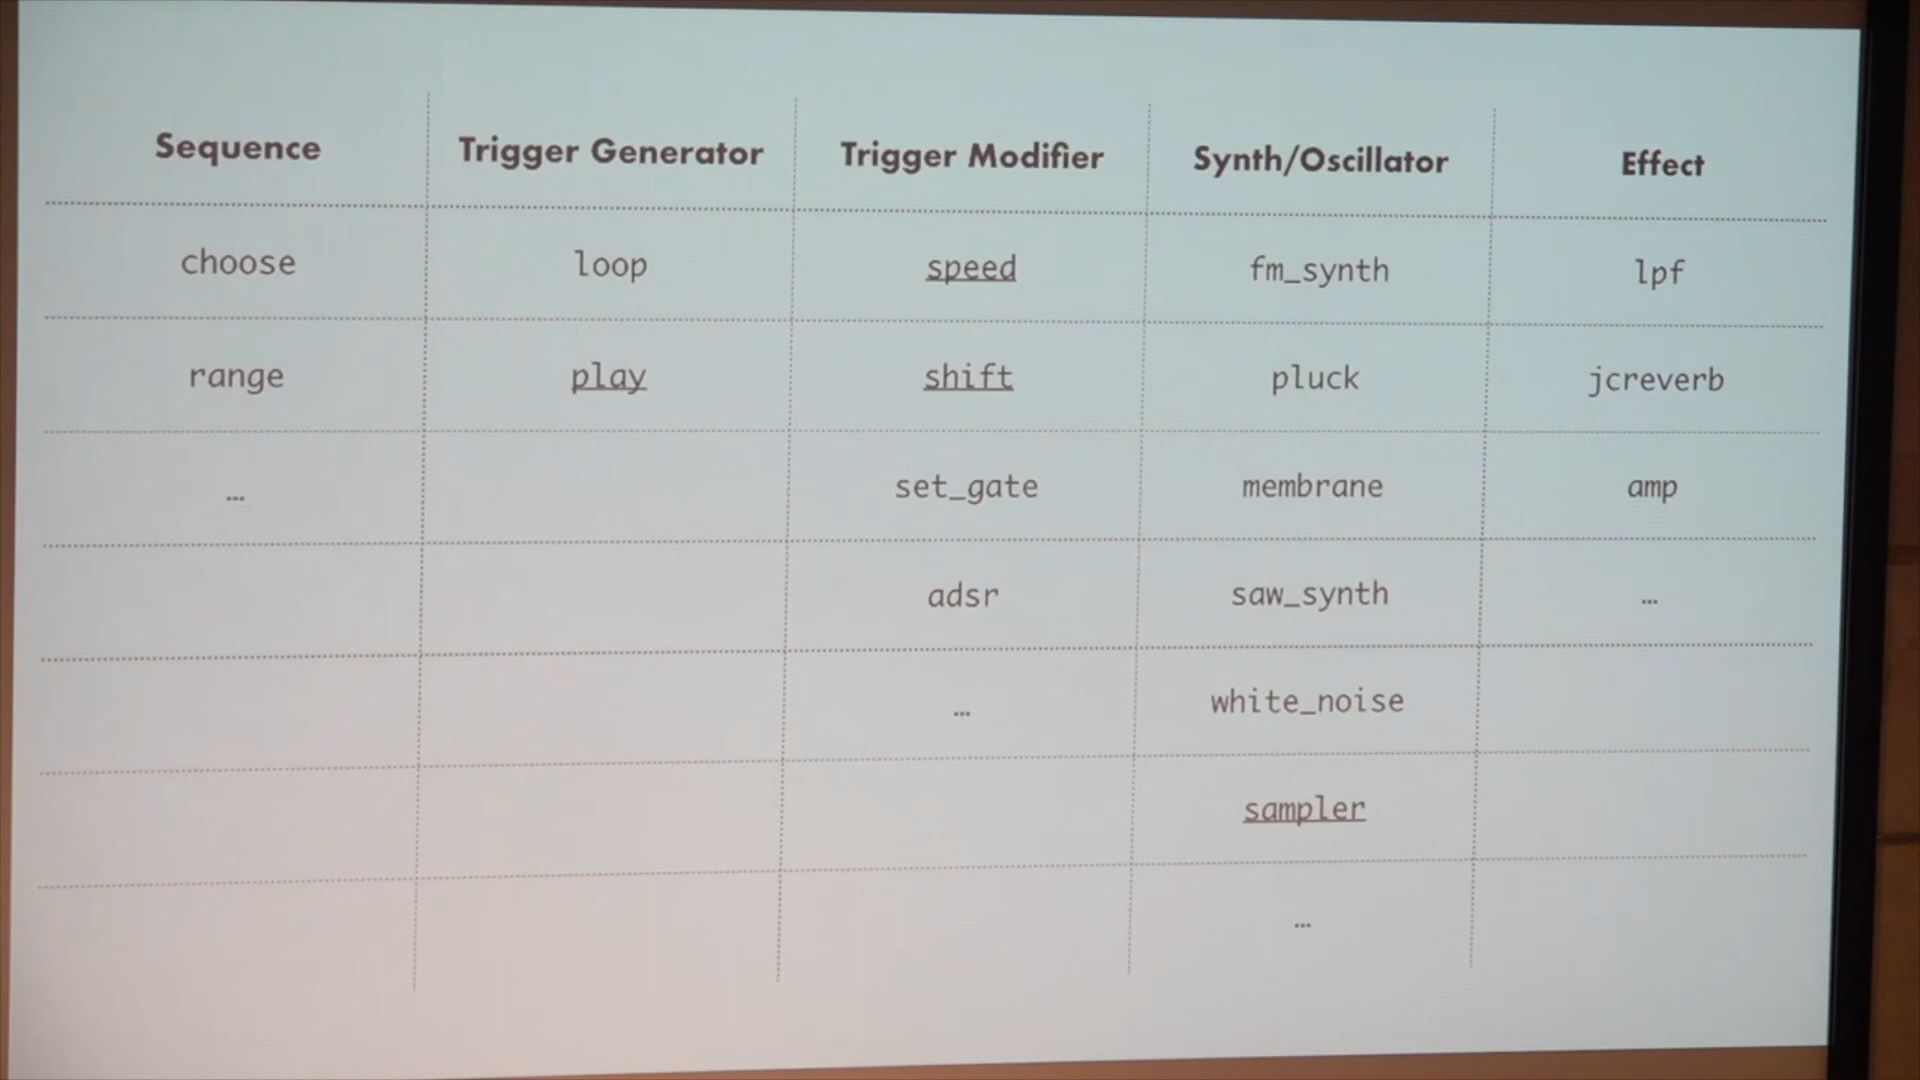 Sequence Trigger Generator Trigger Modifier Synth/Oscillator Effect
choose loop speed fm_synth lpf
range play shift pluck jcreverb
… set_gate membrane amp
adsr saw_synth …
… white_noise
sampler
…